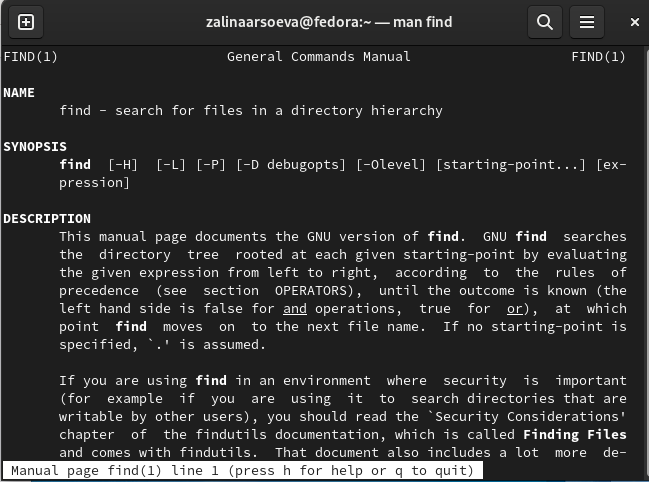 zalinaarsoeva@fedora:~ — man find
FIND(1) General Commands Manual FIND(1)
NAME
find - search for files in a directory hierarchy
SYNOPSIS
find [-H] [-L] [-P] [-D debugopts] [-Olevel] [starting-point...] [ex-
pression]
DESCRIPTION
This manual page documents the GNU version of find. GNU find searches
the directory tree rooted at each given starting-point by evaluating
the given expression from left to right, according to the rules of
precedence (see section OPERATORS), until the outcome is known (the
left hand side is false for and operations, true for or), at which
point find moves on to the next file name. If no starting-point is
specified, `.' is assumed.
If you are using find in an environment where security is important
(for example if you are using it to search directories that are
writable by other users), you should read the `Security Considerations'
chapter of the findutils documentation, which is called Finding Files
and comes with findutils. That document also includes a lot more de-
Manual page find(1) line 1 (press h for help or q to quit)